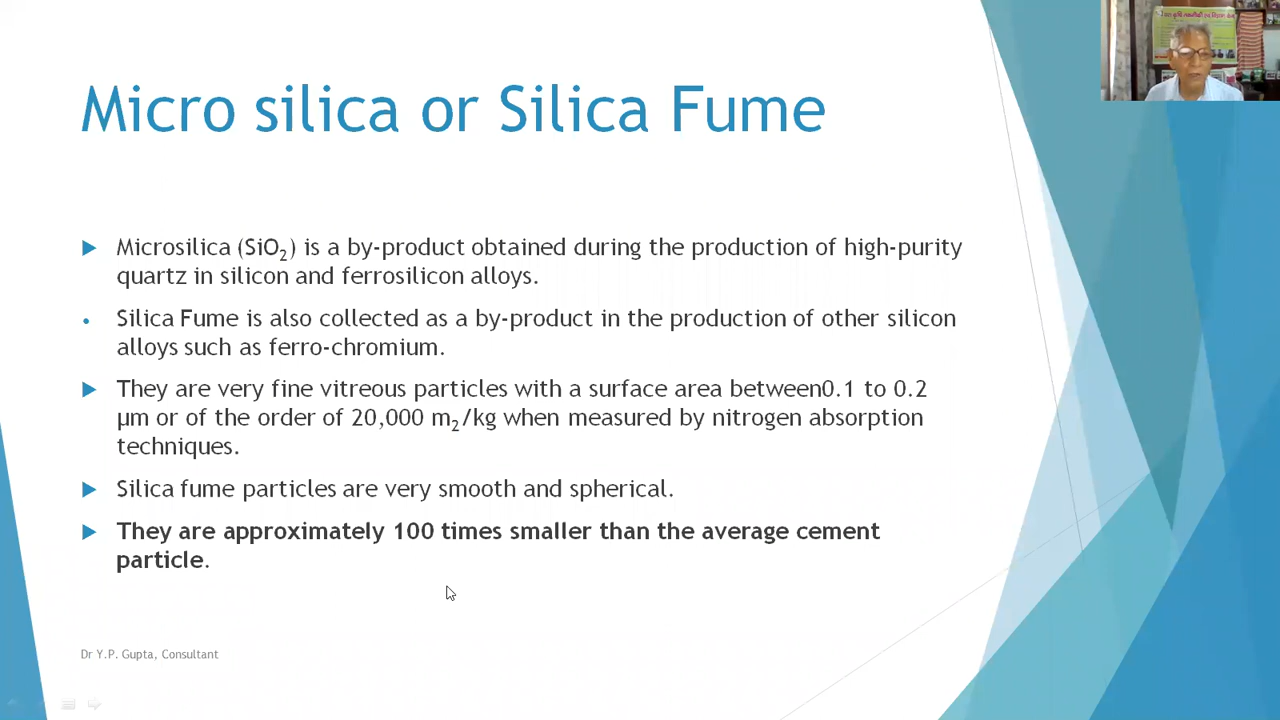 Micro silica or Silica Fume
Microsilica (SiO₂) is a by-product obtained during the production of high-purity
quartz in silicon and ferrosilicon alloys.
Silica Fume is also collected as a by-product in the production of other silicon
alloys such as ferro-chromium.
They are very fine vitreous particles with a surface area between0.1 to 0.2
µm or of the order of 20,000 m₂/kg when measured by nitrogen absorption
techniques.
Silica fume particles are very smooth and spherical.
They are approximately 100 times smaller than the average cement
particle.
Dr Y.P. Gupta, Consultant